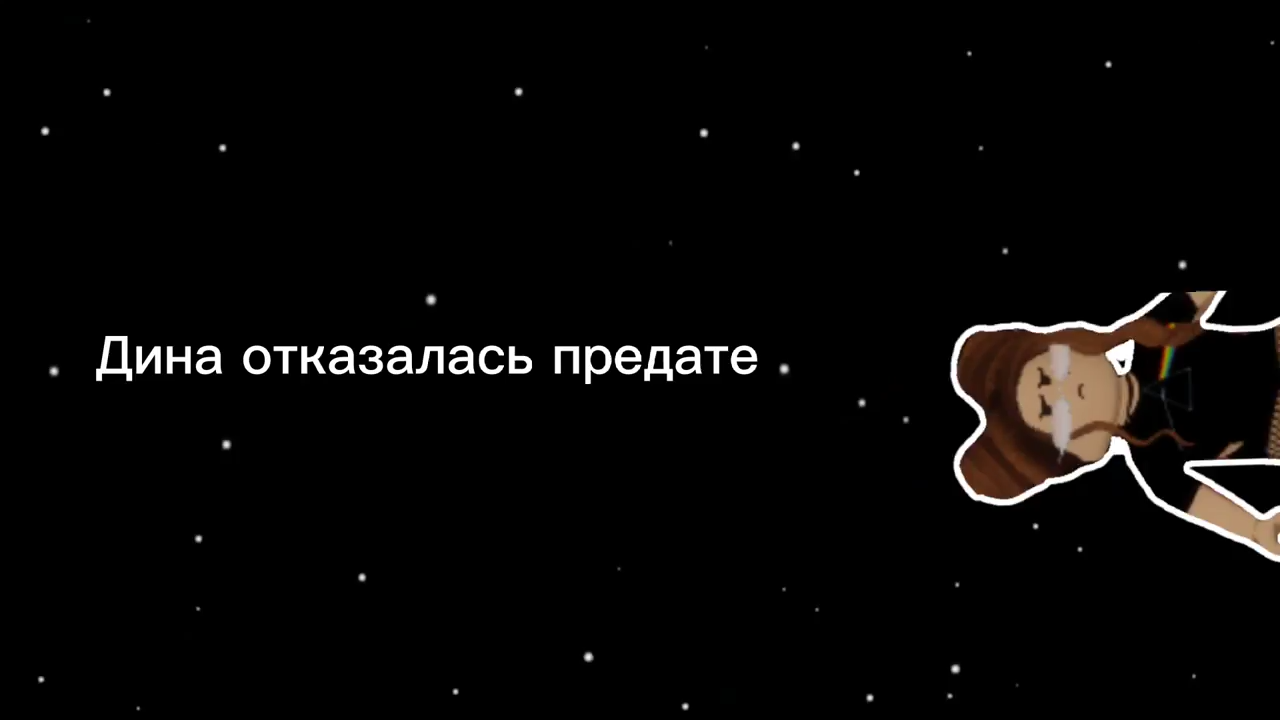 Дина отказалась предате